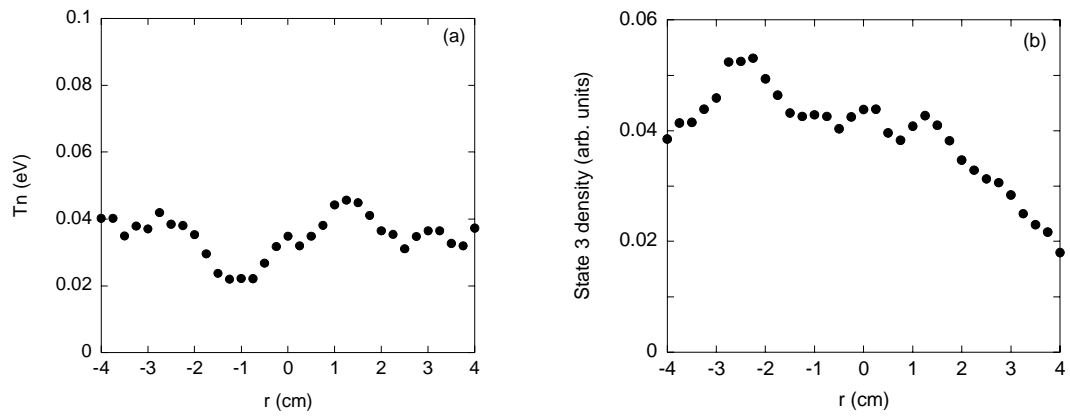 (a)
0.1
0.08
0.06
0.04
0.02
0
Tn (eV)
-4 -3 -2 -1 0 1 2 3 4
r (cm)
(b)
0.06
0.04
0.02
0
State 3 density (arb. units)
-4 -3 -2 -1 0 1 2 3 4
r (cm)